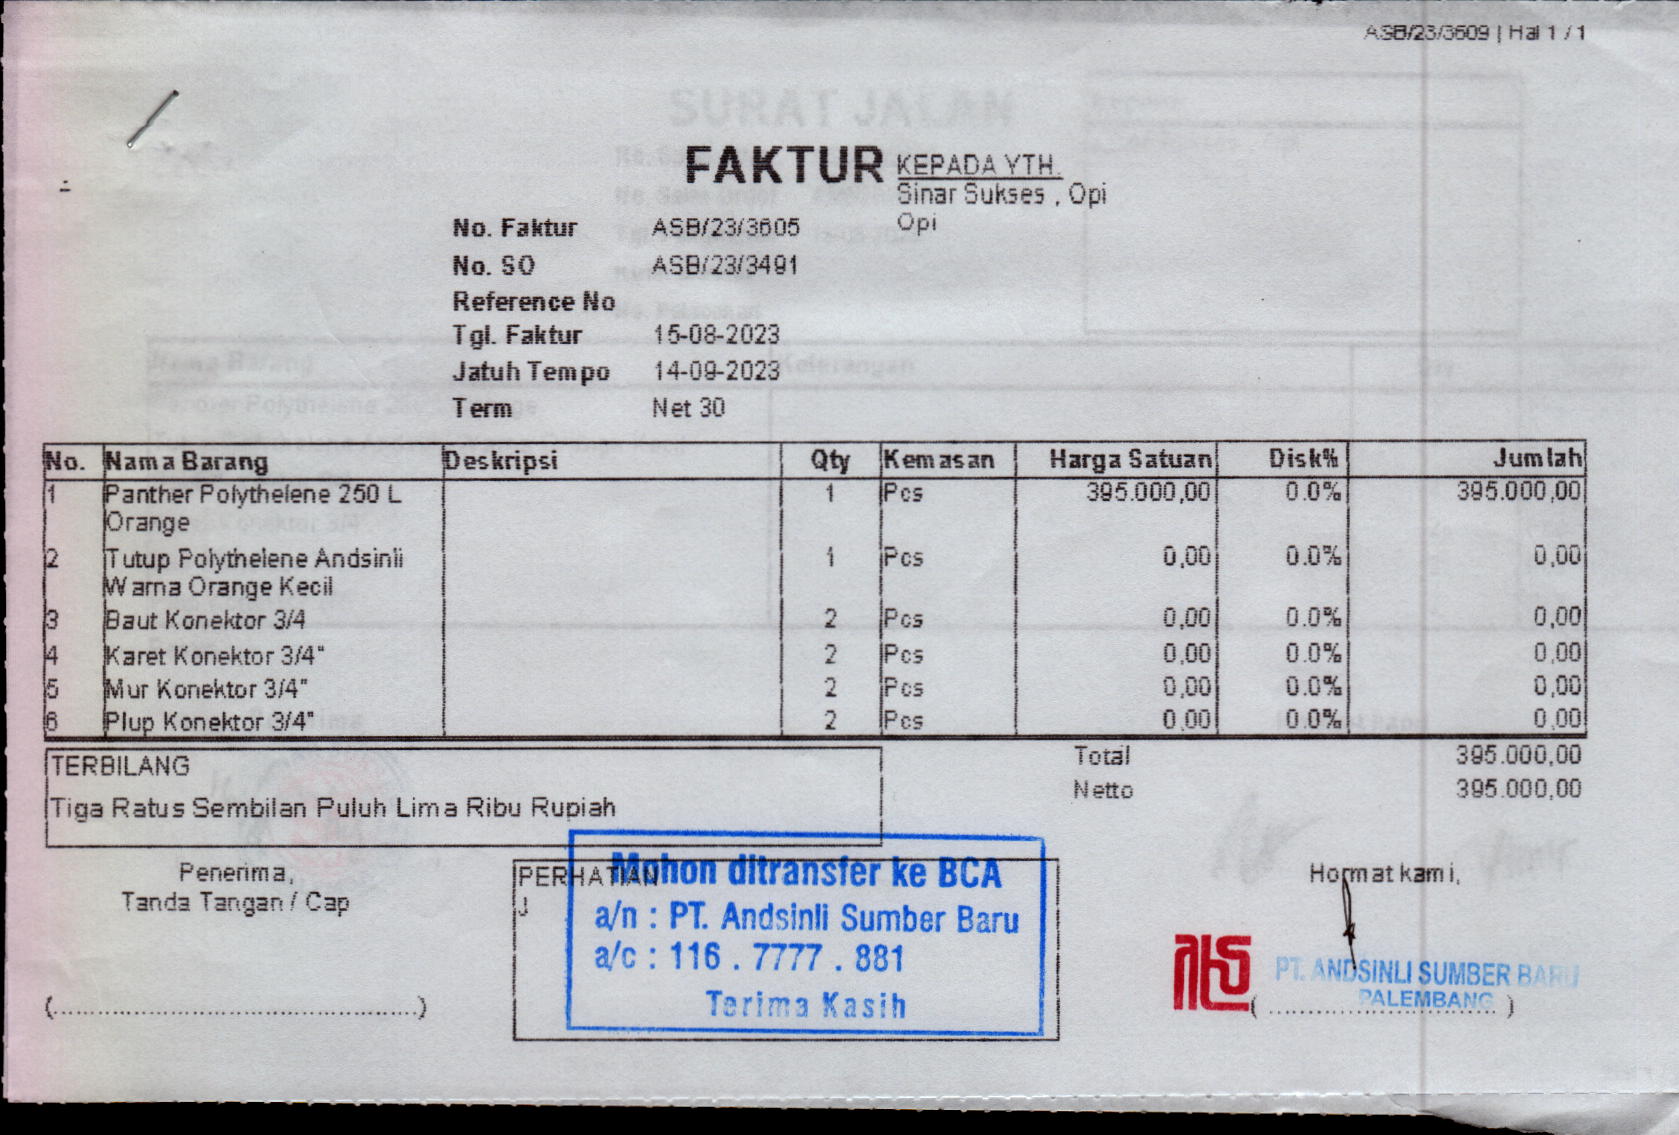 ASB/23/3609 | Hal 1 / 1
SURAT JALAN
FAKTUR
KEPADA YTH.
Sinar Sukses , Opi
Opi
No. Faktur ASB/23/3605
No. SO ASB/23/3491
Reference No
Tgl. Faktur 15-08-2023
Jatuh Tempo 14-09-2023
Term Net 30
No. Nama Barang Deskripsi Qty Kemasan Harga Satuan Disk% Jumlah
1 Panther Polythelene 250 L 1 Pcs 395.000,00 0.0% 395.000,00
Orange
2 Tutup Polythelene Andsinli 1 Pcs 0,00 0.0% 0,00
Warna Orange Kecil
3 Baut Konektor 3/4 2 Pcs 0,00 0.0% 0,00
4 Karet Konektor 3/4" 2 Pcs 0,00 0.0% 0,00
5 Mur Konektor 3/4" 2 Pcs 0,00 0.0% 0,00
6 Plup Konektor 3/4" 2 Pcs 0,00 0.0% 0,00
TERBILANG
Tiga Ratus Sembilan Puluh Lima Ribu Rupiah
Total 395.000,00
Netto 395.000,00
Penerima,
Tanda Tangan / Cap
(....................................................)
PERHATIAN
J
Mohon ditransfer ke BCA
a/n : PT. Andsinli Sumber Baru
a/c : 116 . 7777 . 881
Terima Kasih
Hormat kami,
PT. ANDSINLI SUMBER BARU
PALEMBANG
( ................................ )